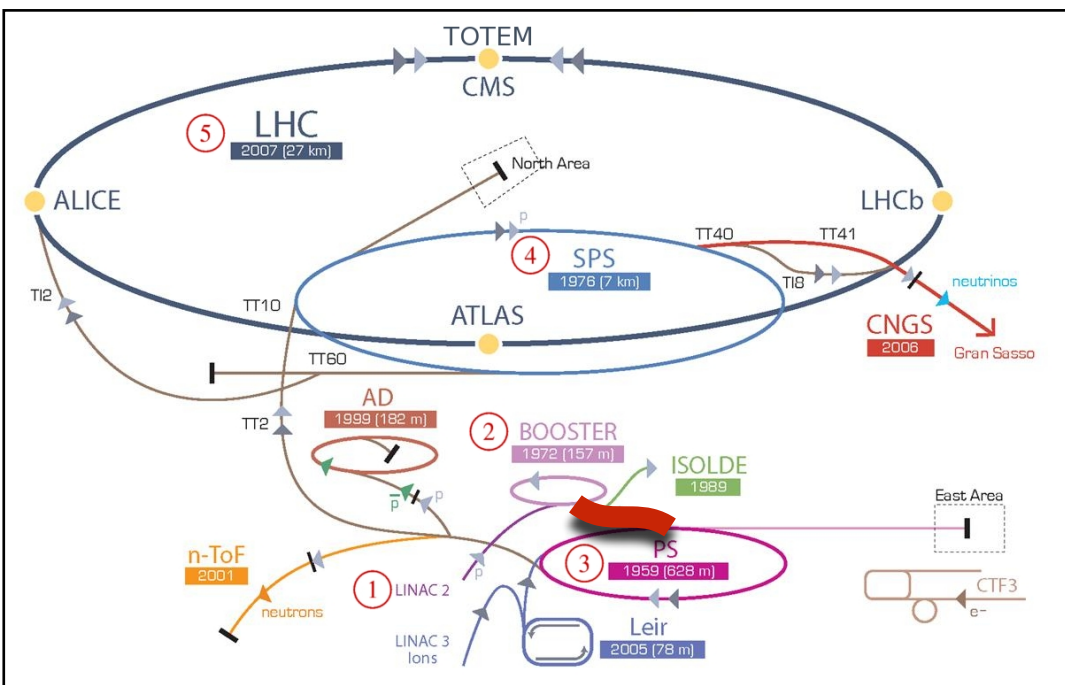 TOTEM
CMS
5
LHC
2007 (27 km)
North Area
ALICE
LHCb
p
TT40
TT41
4
SPS
1976 (7 km)
TI8
neutrinos
TI2
TT10
ATLAS
CNGS
2006
Gran Sasso
TT60
AD
1999 (182 m)
TT2
2
BOOSTER
1972 (157 m)
ISOLDE
1989
East Area
p
p
n-ToF
2001
3
PS
1959 (628 m)
1
LINAC 2
p
neutrons
CTF3
e-
LINAC 3
Ions
Leir
2005 (78 m)